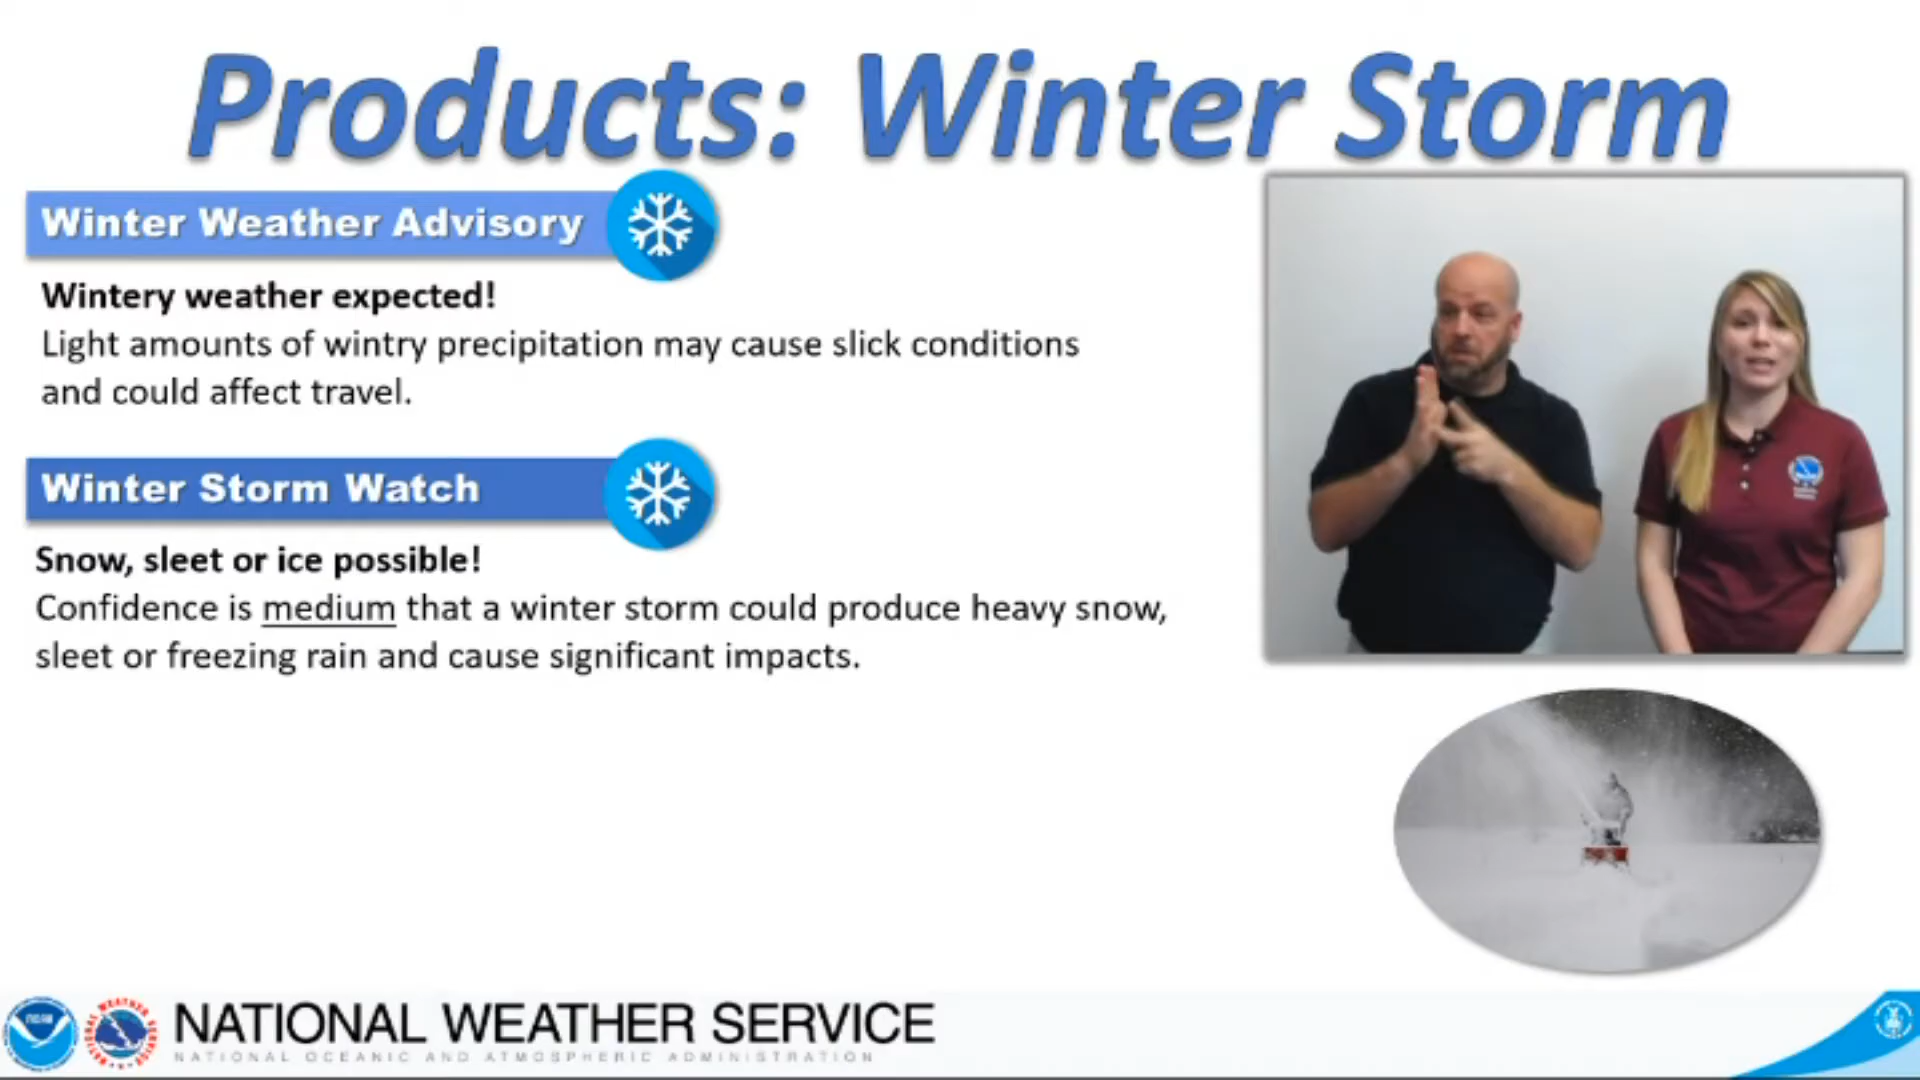 Products: Winter Storm
Winter Weather Advisory
Wintery weather expected!
Light amounts of wintry precipitation may cause slick conditions
and could affect travel.
Winter Storm Watch
Snow, sleet or ice possible!
Confidence is medium that a winter storm could produce heavy snow,
sleet or freezing rain and cause significant impacts.
NATIONAL WEATHER SERVICE
NATIONAL OCEANIC AND ATMOSPHERIC ADMINISTRATION